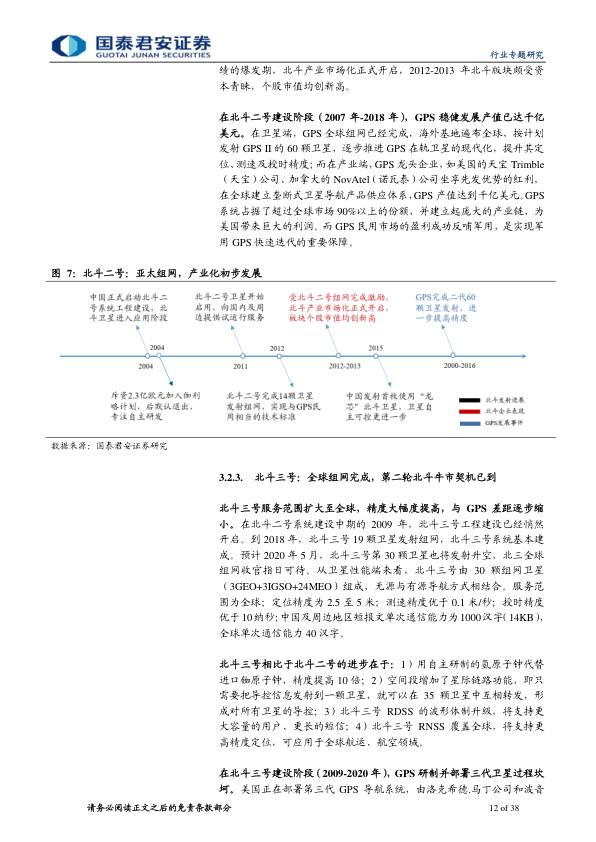 国泰君安证券
GUOTAI JUNAN SECURITIES
行业专题研究
绩的爆发期，北斗产业市场化正式开启，2012-2013 年北斗版块颇受资
本青睐，个股市值均创新高。
在北斗二号建设阶段（2007 年-2018 年），GPS 稳健发展产值已达千亿
美元。在卫星端，GPS 全球组网已经完成，海外基地遍布全球，按计划
发射 GPS II 的 60 颗卫星，逐步推进 GPS 在轨卫星的现代化，提升其定
位、测速及授时精度；而在产业端，GPS 龙头企业，如美国的天宝 Trimble
（天宝）公司、加拿大的 NovAtel（诺瓦泰）公司坐享先发优势的红利，
在全球建立垄断式卫星导航产品供应体系，GPS 产值达到千亿美元。GPS
系统占据了超过全球市场 90%以上的份额，并建立起庞大的产业链，为
美国带来巨大的利润。而 GPS 民用市场的盈利成功反哺军用，是实现军
用 GPS 快速迭代的重要保障。
图 7：北斗二号：亚太组网，产业化初步发展
中国正式启动北斗二
号系统工程建设，北
斗卫星进入应用阶段
北斗二号卫星开始
启用，向国内及周
边提供试运行服务
受北斗二号组网完成激励，
北斗产业市场化正式开启，
板块个股市值均创新高
GPS完成二代60
颗卫星发射，进
一步提高精度
2004
2012
2015
2004
2011
2012-2013
2000-2016
斥资2.3亿欧元加入伽利
略计划，后默认退出，
专注自主研发
北斗二号完成14颗卫星
发射组网，实现与GPS民
用相当的技术标准
中国发射首枚使用“龙
芯”北斗卫星，卫星自
主可控更进一步
北斗发射进展
北斗企业表现
GPS发展事件
数据来源：国泰君安证券研究
3.2.3. 北斗三号：全球组网完成，第二轮北斗牛市契机已到
北斗三号服务范围扩大至全球，精度大幅度提高，与 GPS 差距逐步缩
小。在北斗二号系统建设中期的 2009 年，北斗三号工程建设已经悄然
开启。到 2018 年，北斗三号 19 颗卫星发射组网，北斗三号系统基本建
成。预计 2020 年 5 月，北斗三号第 30 颗卫星也将发射升空，北三全球
组网收官指日可待。从卫星性能端来看，北斗三号由 30 颗组网卫星
（3GEO+3IGSO+24MEO）组成，无源与有源导航方式相结合。服务范
围为全球；定位精度为 2.5 至 5 米；测速精度优于 0.1 米/秒；授时精度
优于 10 纳秒；中国及周边地区短报文单次通信能力为 1000 汉字（14KB），
全球单次通信能力 40 汉字。
北斗三号相比于北斗二号的进步在于：1）用自主研制的氢原子钟代替
进口铷原子钟，精度提高 10 倍；2）空间段增加了星际链路功能，即只
需要把导控信息发射到一颗卫星，就可以在 35 颗卫星中互相转发，形
成对所有卫星的导控；3）北斗三号 RDSS 的波形体制升级，将支持更
大容量的用户、更长的短信；4）北斗三号 RNSS 覆盖全球，将支持更
高精度定位，可应用于全球航运、航空领域。
在北斗三号建设阶段（2009-2020 年），GPS 研制并部署三代卫星过程坎
坷。美国正在部署第三代 GPS 导航系统，由洛克希德.马丁公司和波音
请务必阅读正文之后的免责条款部分
12 of 38